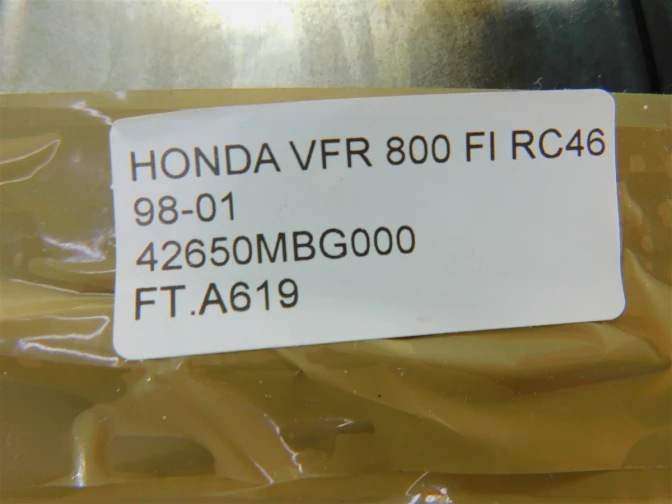 HONDA VFR 800 FI RC46
98-01
42650MBG000
FT.A619